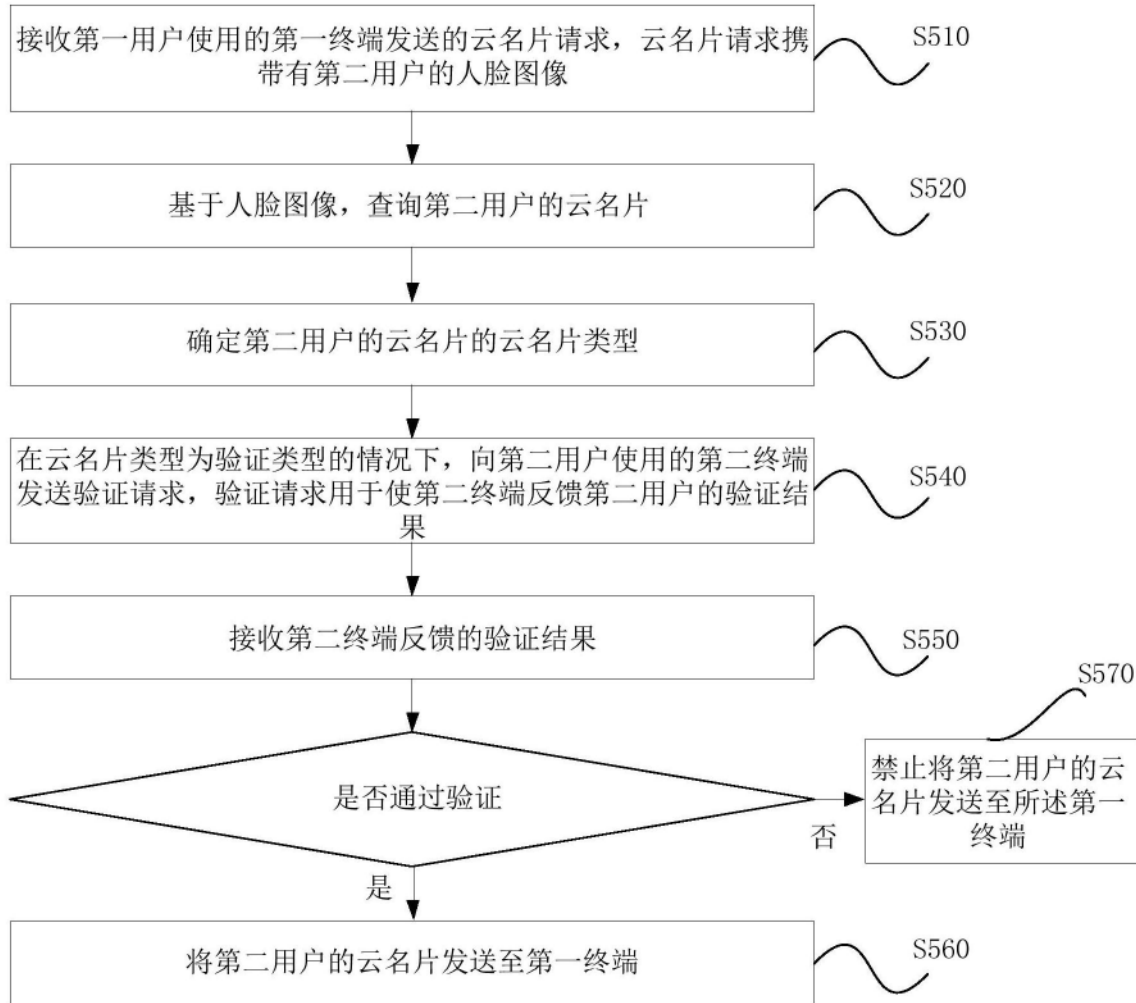 接收第一用户使用的第一终端发送的云名片请求，云名片请求携
带有第二用户的人脸图像
S510
基于人脸图像，查询第二用户的云名片
S520
确定第二用户的云名片的云名片类型
S530
在云名片类型为验证类型的情况下，向第二用户使用的第二终端
发送验证请求，验证请求用于使第二终端反馈第二用户的验证结
果
S540
接收第二终端反馈的验证结果
S550
是否通过验证
否
S570
禁止将第二用户的云
名片发送至所述第一
终端
是
将第二用户的云名片发送至第一终端
S560